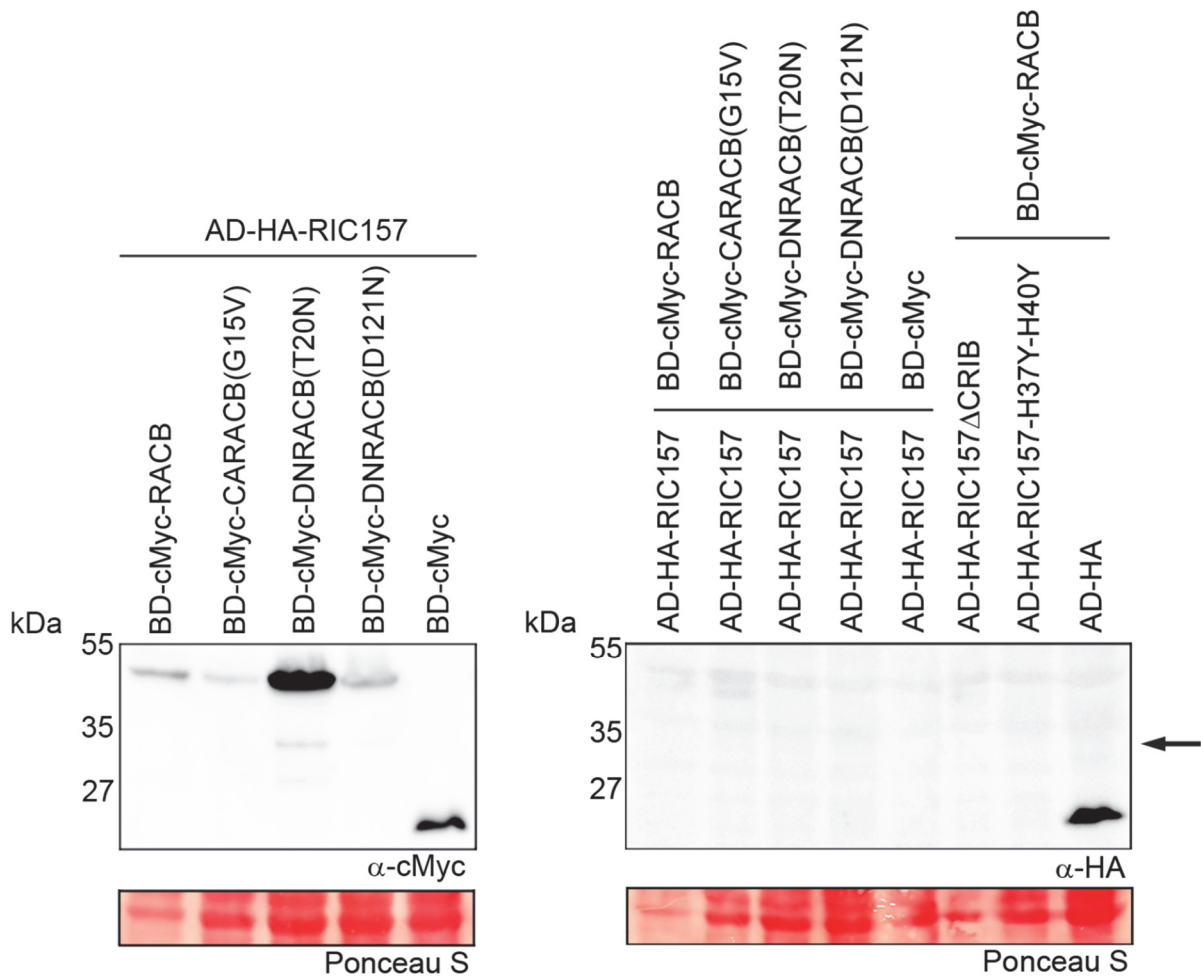 AD-HA-RIC157
BD-cMyc-RACB
BD-cMyc-CARACB(G15V)
BD-cMyc-DNRACB(T20N)
BD-cMyc-DNRACB(D121N)
BD-cMyc
kDa
55
35
27
α-cMyc
Ponceau S
BD-cMyc-RACB
BD-cMyc-CARACB(G15V)
BD-cMyc-DNRACB(T20N)
BD-cMyc-DNRACB(D121N)
BD-cMyc
BD-cMyc-RACB
AD-HA-RIC157
AD-HA-RIC157
AD-HA-RIC157
AD-HA-RIC157
AD-HA-RIC157
AD-HA-RIC157ΔCRIB
AD-HA-RIC157-H37Y-H40Y
AD-HA
kDa
55
35
27
α-HA
Ponceau S